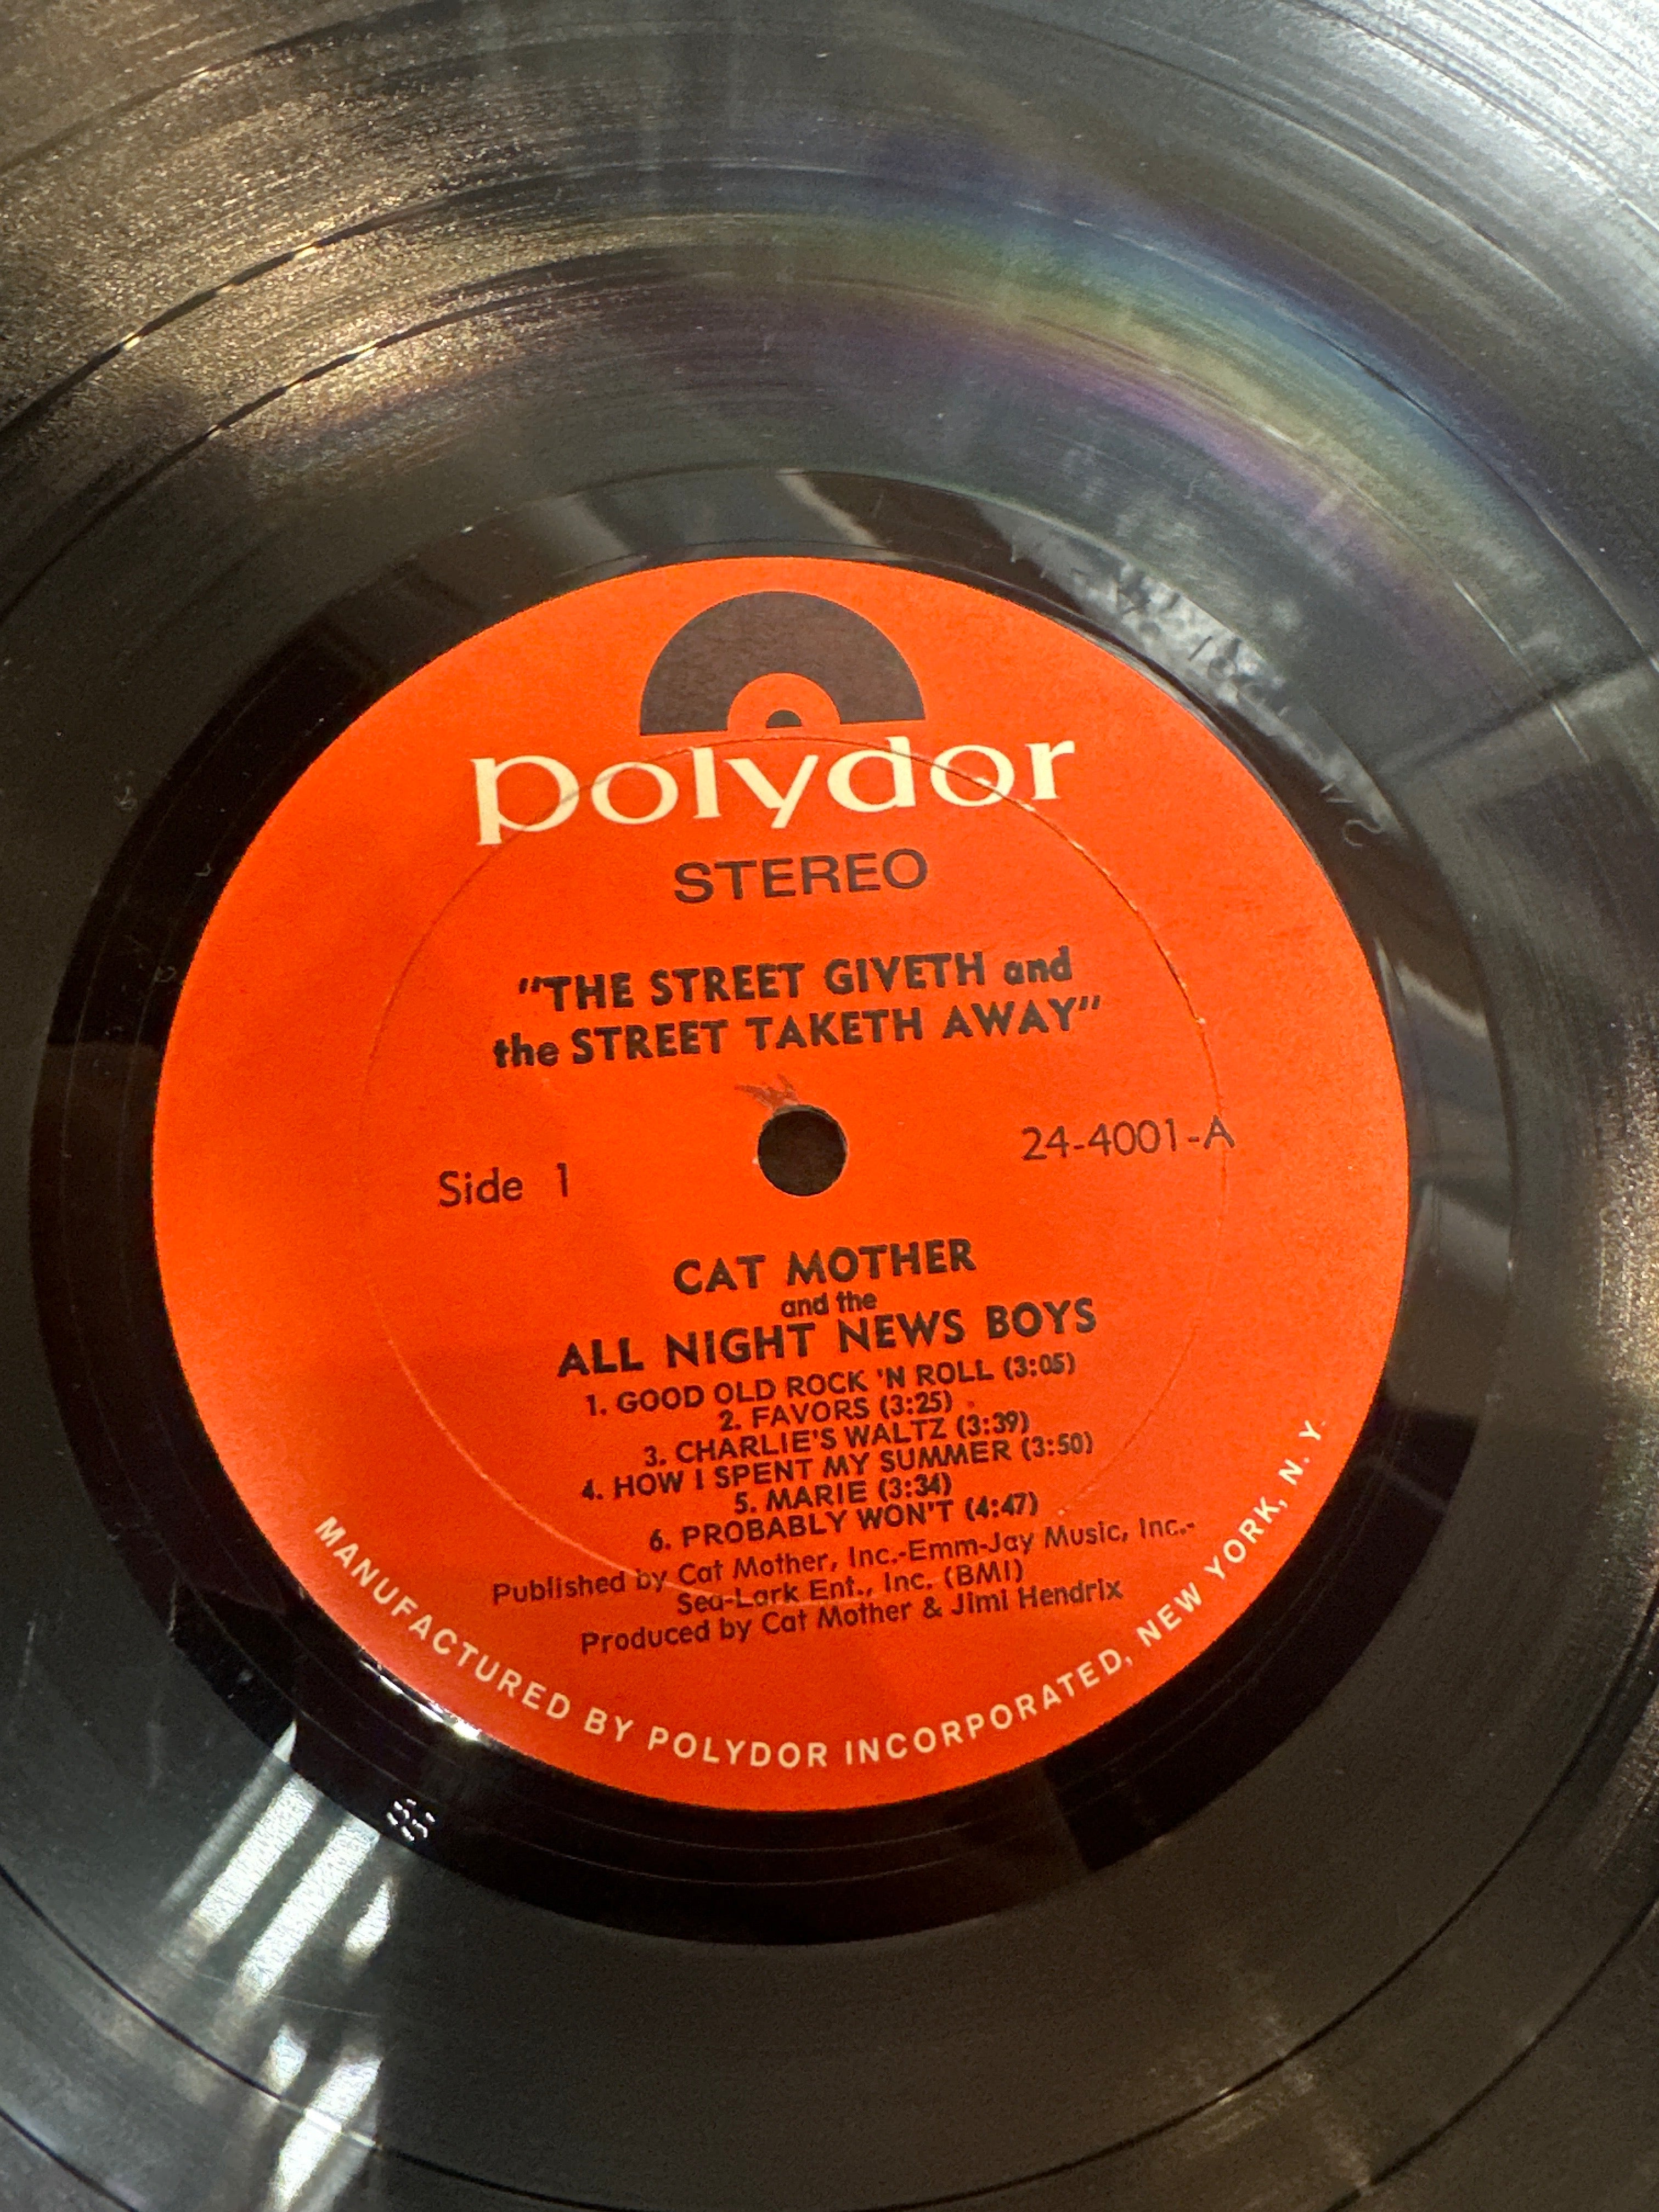 polydor
STEREO
"THE STREET GIVETH and
the STREET TAKETH AWAY"
24-4001-A
Side 1
CAT MOTHER
and the
ALL NIGHT NEWS BOYS
1. GOOD OLD ROCK 'N ROLL (3:05)
2. FAVORS (3:25)
3. CHARLIE'S WALTZ (3:39)
4. HOW I SPENT MY SUMMER (3:50)
5. MARIE (3:34)
6. PROBABLY WON'T (4:47)
Published by Cat Mother, Inc.-Emm-Jay Music, Inc.-
Sea-Lark Ent., Inc. (BMI)
Produced by Cat Mother & Jimi Hendrix
MANUFACTURED BY POLYDOR INCORPORATED, NEW YORK, N. Y.